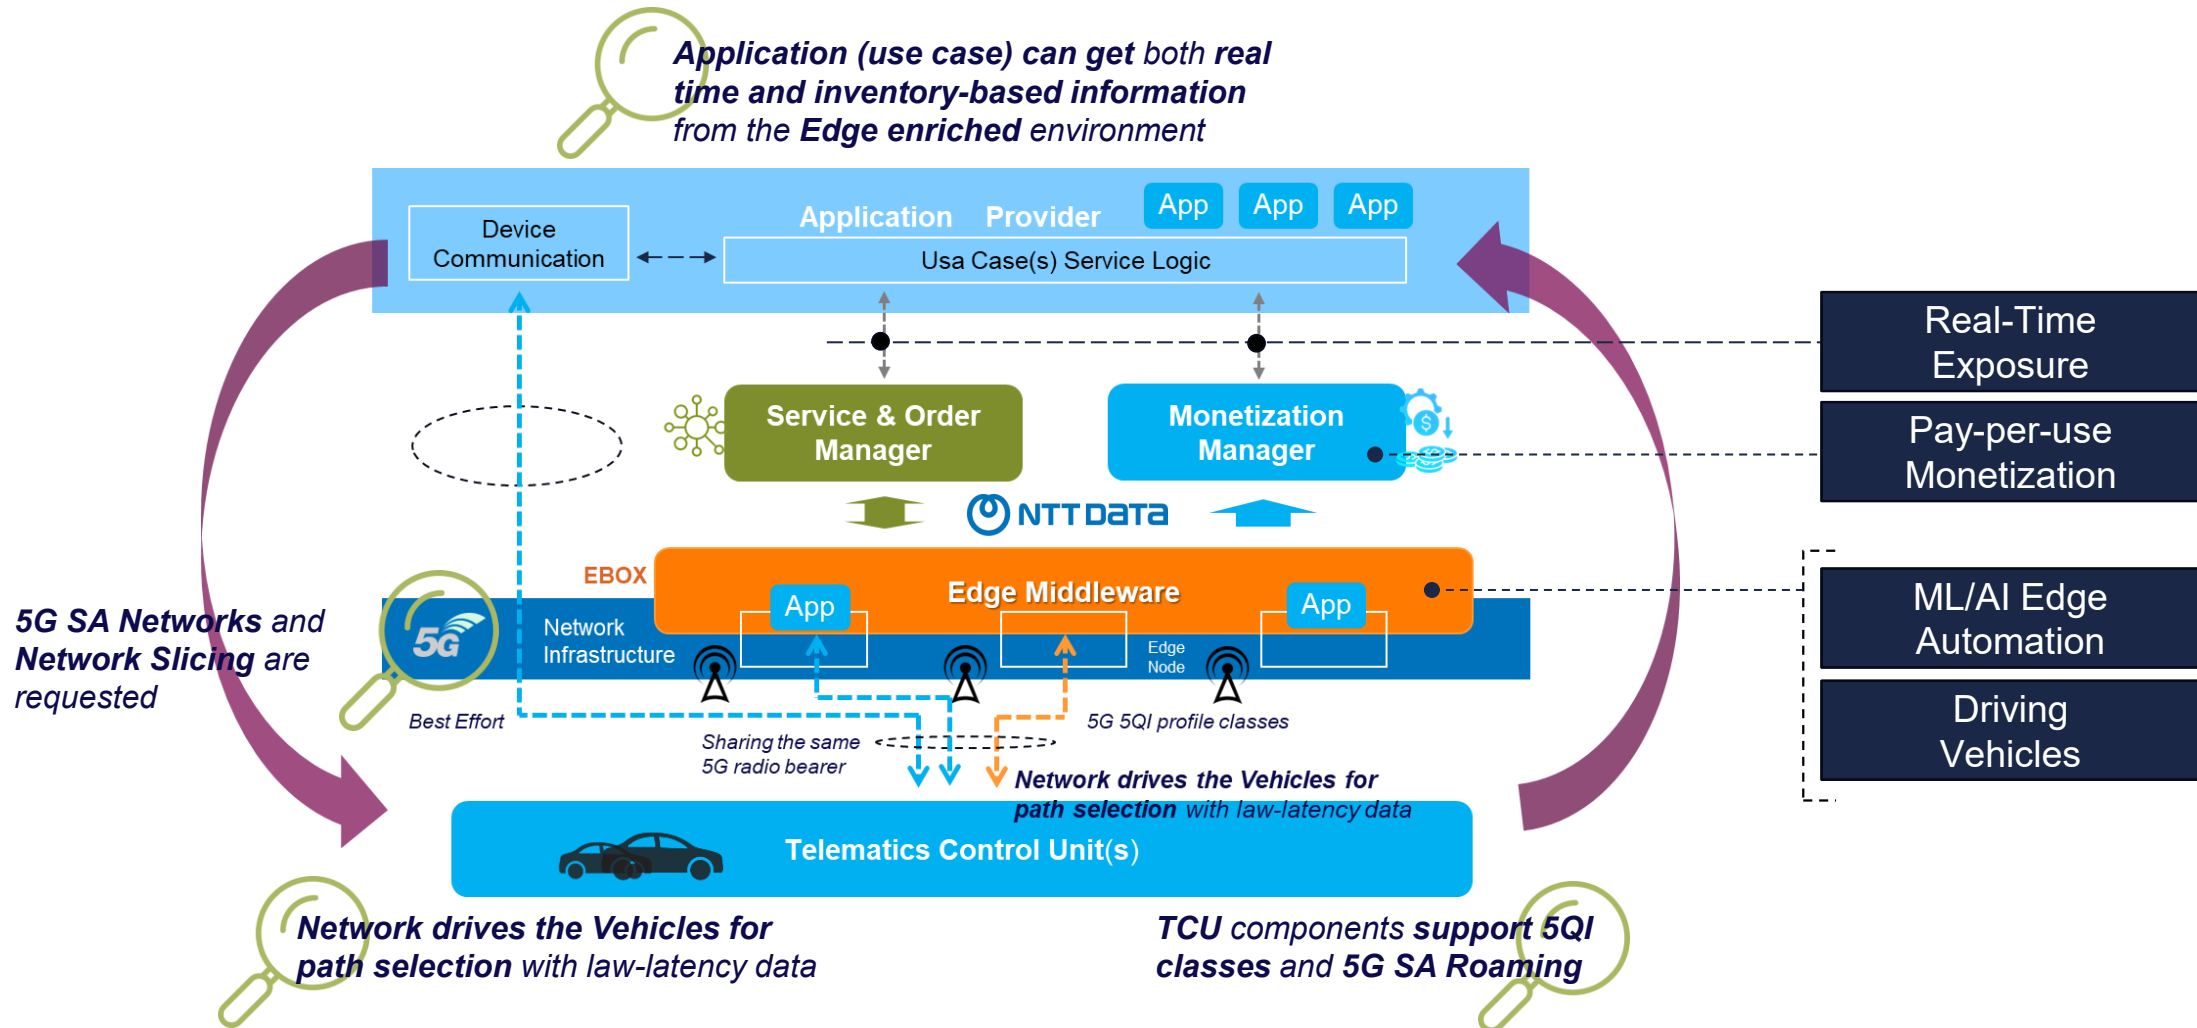 Application (use case) can get both real
time and inventory-based information
from the Edge enriched environment
Application Provider
App
App
App
Device
Communication
Usa Case(s) Service Logic
Real-Time
Exposure
Service & Order
Manager
Monetization
Manager
$
Pay-per-use
Monetization
NTT DATA
EBOX
Edge Middleware
App
App
ML/AI Edge
Automation
5G SA Networks and
Network Slicing are
requested
5G
Network
Infrastructure
Edge
Node
Driving
Vehicles
Best Effort
Sharing the same
5G radio bearer
5G 5QI profile classes
Network drives the Vehicles for
path selection with law-latency data
Telematics Control Unit(s)
Network drives the Vehicles for
path selection with law-latency data
TCU components support 5QI
classes and 5G SA Roaming